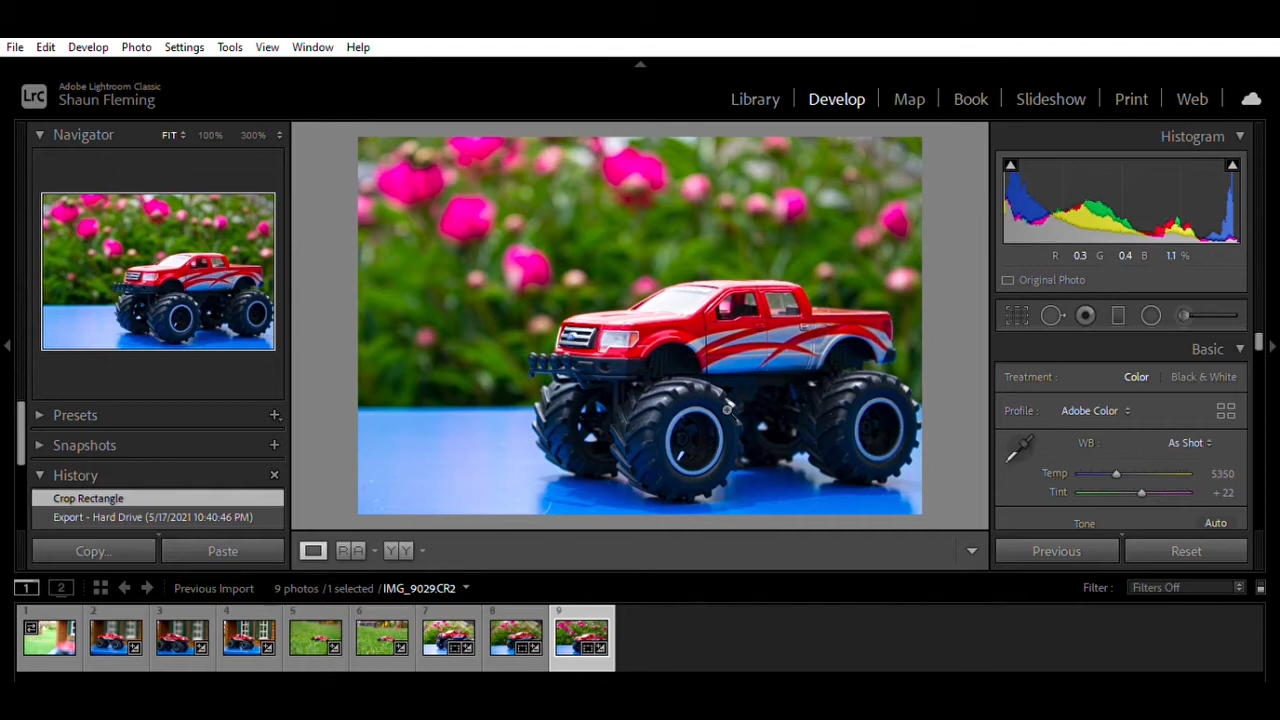 File Edit Develop Photo Settings Tools View Window Help
LrC Adobe Lightroom Classic
Shaun Fleming
Library Develop Map Book Slideshow Print Web
Navigator FIT 100% 300%
Histogram
R 0.3 G 0.4 B 1.1 %
Original Photo
Basic
Treatment : Color Black & White
Profile : Adobe Color
WB : As Shot
Temp 5350
Tint + 22
Tone Auto
Presets
Snapshots
History
Crop Rectangle
Export - Hard Drive (5/17/2021 10:40:46 PM)
Copy... Paste
R A Y Y
Previous Reset
1 2 Previous Import 9 photos / 1 selected / IMG_9029.CR2 Filter : Filters Off
1 2 3 4 5 6 7 8 9